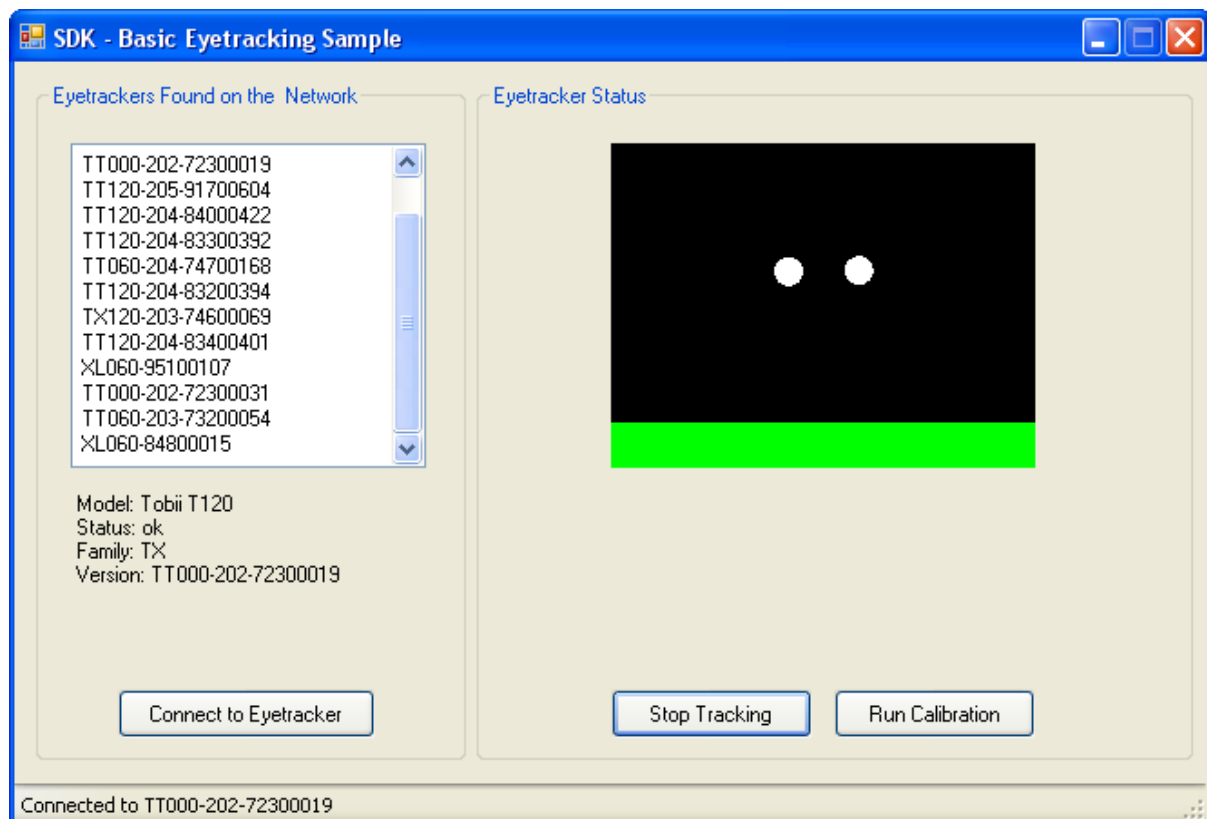 SDK - Basic Eyetracking Sample
Eyetrackers Found on the Network
TT000-202-72300019
TT120-205-91700604
TT120-204-84000422
TT120-204-83300392
TT060-204-74700168
TT120-204-83200394
TX120-203-74600069
TT120-204-83400401
XL060-95100107
TT000-202-72300031
TT060-203-73200054
XL060-84800015
Model: Tobii T120
Status: ok
Family: TX
Version: TT000-202-72300019
Connect to Eyetracker
Eyetracker Status
Stop Tracking
Run Calibration
Connected to TT000-202-72300019